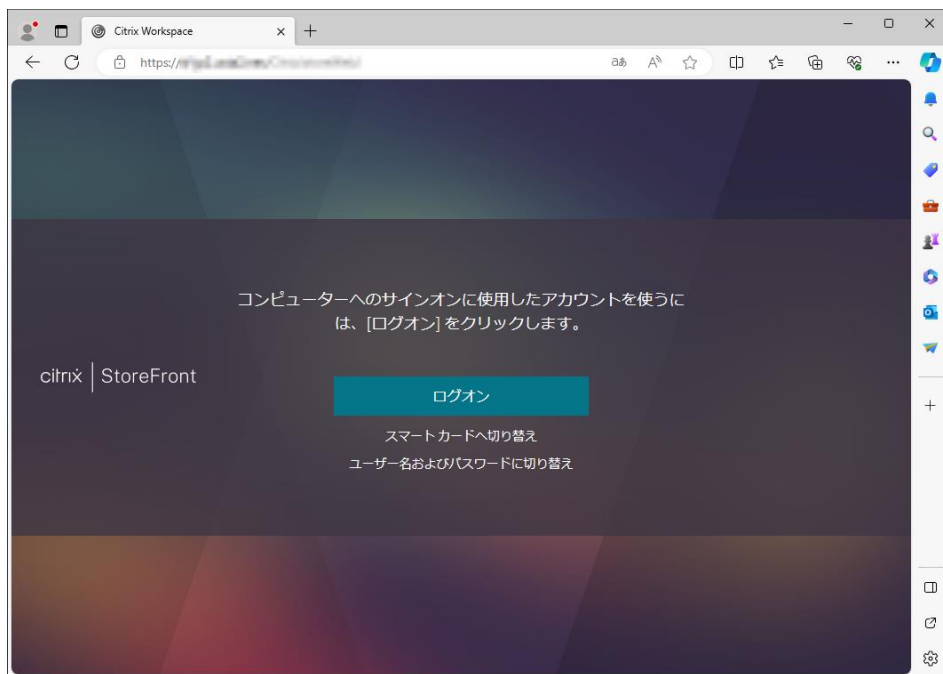 Citrix Workspace
https://
コンピューターへのサインオンに使用したアカウントを使うに
は、[ログオン] をクリックします。
citrix | StoreFront
ログオン
スマート カードへ切り替え
ユーザー名およびパスワードに切り替え